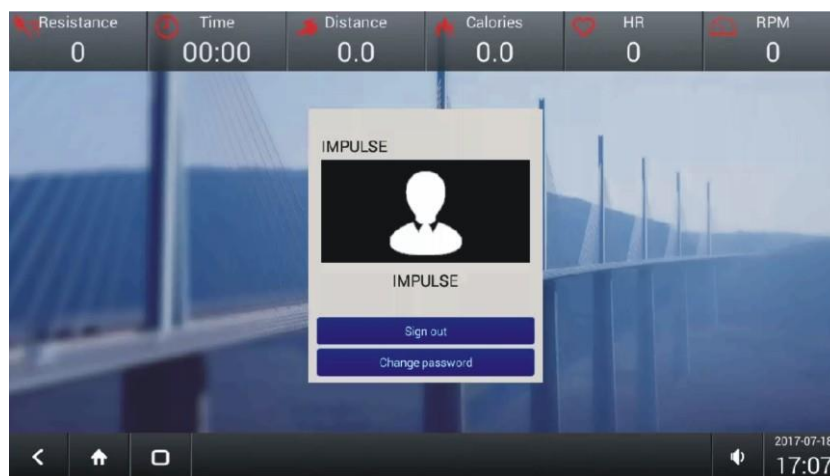 Resistance Time Distance Calories HR RPM
0 00:00 0.0 0.0 0 0
IMPULSE
IMPULSE
Sign out
Change password
2017-07-18
17:07